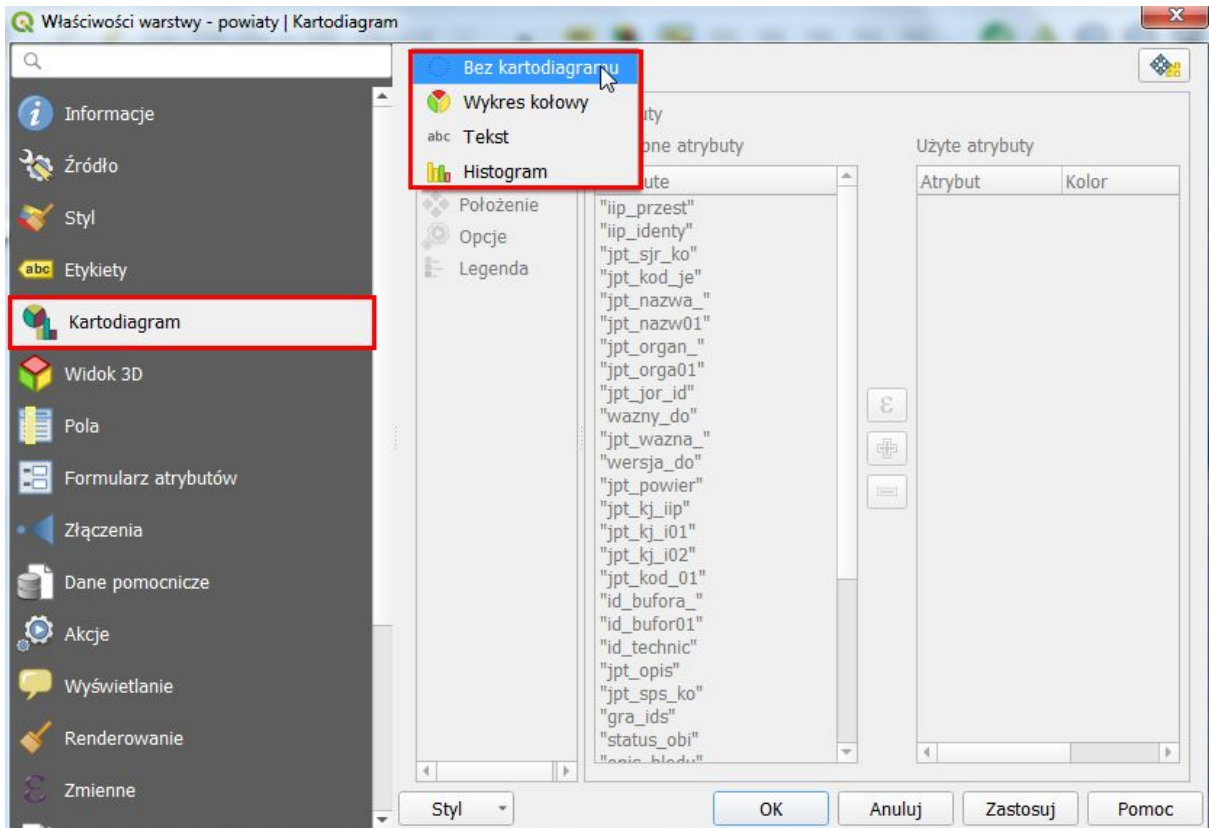 Właściwości warstwy - powiaty | Kartodiagram
Informacje
Źródło
Styl
abc Etykiety
Kartodiagram
Widok 3D
Pola
Formularz atrybutów
Złączenia
Dane pomocnicze
Akcje
Wyświetlanie
Renderowanie
Zmienne
Bez kartodiagramu
Wykres kołowy
abc Tekst
Histogram
Położenie
Opcje
Legenda
atrybuty
Użyte atrybuty
Atrybut Kolor
"iip_przest"
"iip_identy"
"jpt_sjr_ko"
"jpt_kod_je"
"jpt_nazwa_"
"jpt_nazw01"
"jpt_organ_"
"jpt_orga01"
"jpt_jor_id"
"wazny_do"
"jpt_wazna_"
"wersja_do"
"jpt_powier"
"jpt_kj_iip"
"jpt_kj_i01"
"jpt_kj_i02"
"jpt_kod_01"
"id_bufora_"
"id_bufor01"
"id_technic"
"jpt_opis"
"jpt_sps_ko"
"gra_ids"
"status_obi"
ε
Styl
OK
Anuluj
Zastosuj
Pomoc